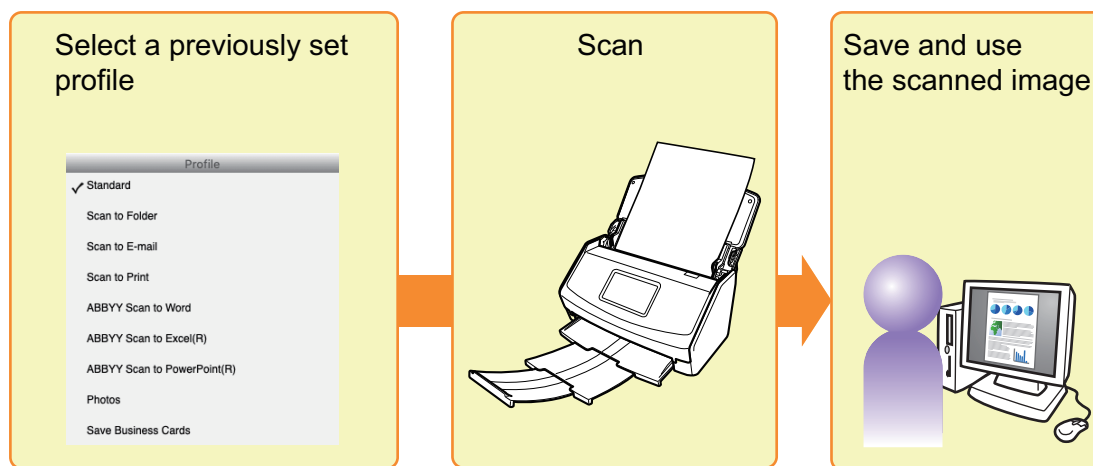 Select a previously set
profile
Profile
Standard
Scan to Folder
Scan to E-mail
Scan to Print
ABBYY Scan to Word
ABBYY Scan to Excel(R)
ABBYY Scan to PowerPoint(R)
Photos
Save Business Cards
Scan
Save and use
the scanned image